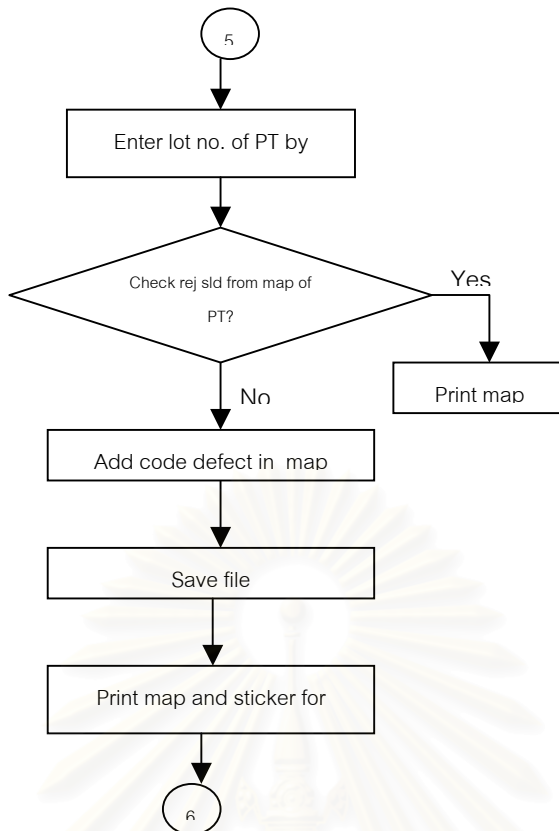 5
Enter lot no. of PT by
Check rej sld from map of
PT?
Yes
Print map
No
Add code defect in map
Save file
Print map and sticker for
6